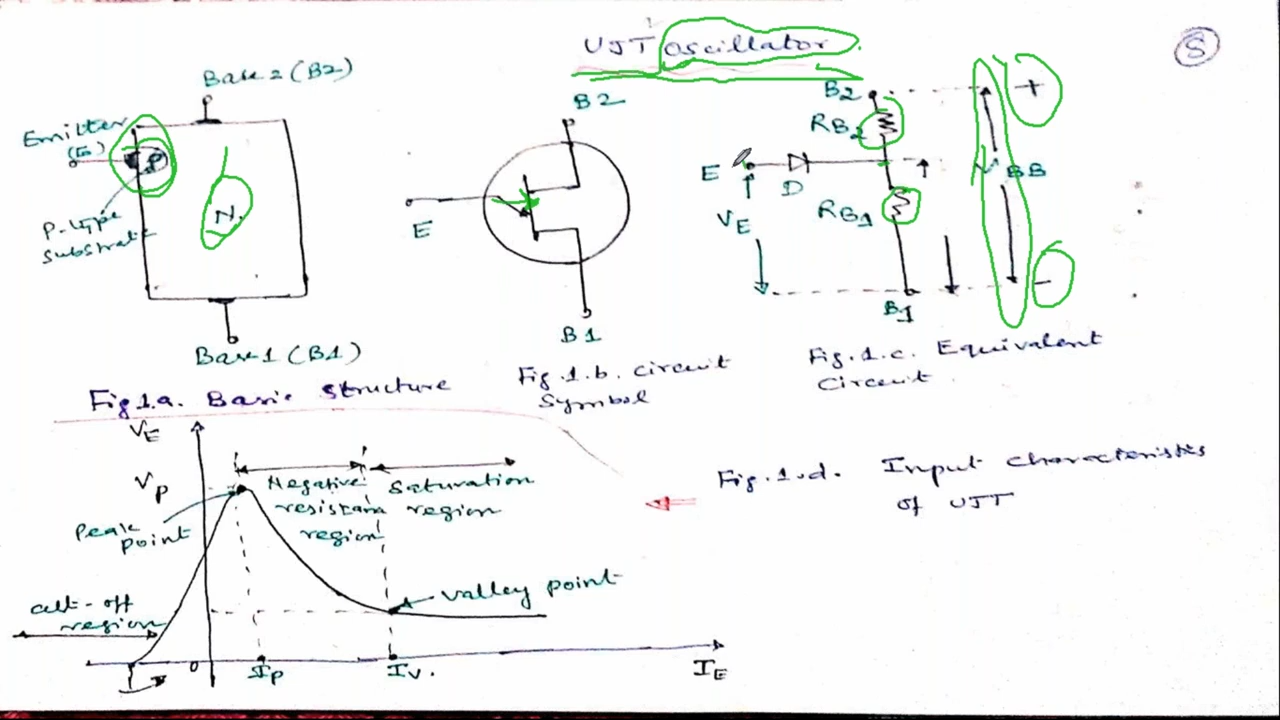 UJT Oscillator
8
Base 2 (B2)
Emitter
(E)
P
N
P-type
substrate
Base 1 (B1)
Fig 1.a. Basic Structure
B2
E
B1
Fig.1.b. circuit
Symbol
B2
RB2
E
D
VE
RB1
VBB
+
-
B1
Fig.1.c. Equivalent
Circuit
VE
Vp
Peak
point
Negative
resistance
region
Saturation
region
Valley point
cut-off
region
0
Ip
Iv.
IE
Fig.1.d. Input Characteristics
of UJT